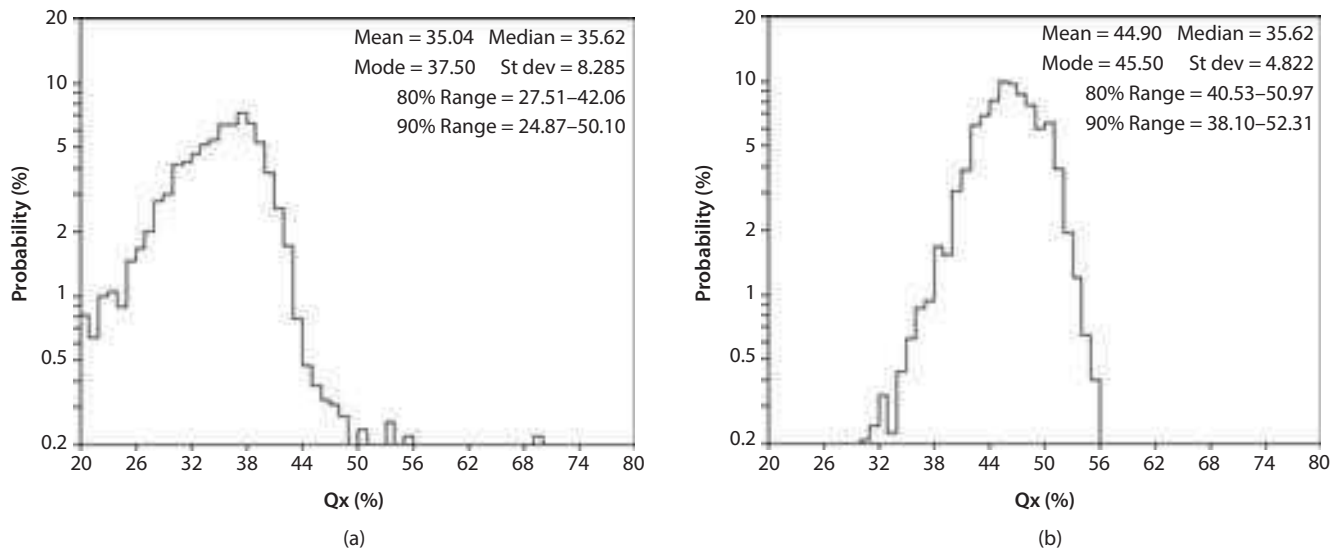 20
10
5
2
1
0.5
0.2
Probability (%)
Mean = 35.04 Median = 35.62
Mode = 37.50 St dev = 8.285
80% Range = 27.51–42.06
90% Range = 24.87–50.10
20 26 32 38 44 50 56 62 68 74 80
Qx (%)
(a)
20
10
5
2
1
0.5
0.2
Probability (%)
Mean = 44.90 Median = 35.62
Mode = 45.50 St dev = 4.822
80% Range = 40.53–50.97
90% Range = 38.10–52.31
20 26 32 38 44 50 56 62 68 74 80
Qx (%)
(b)